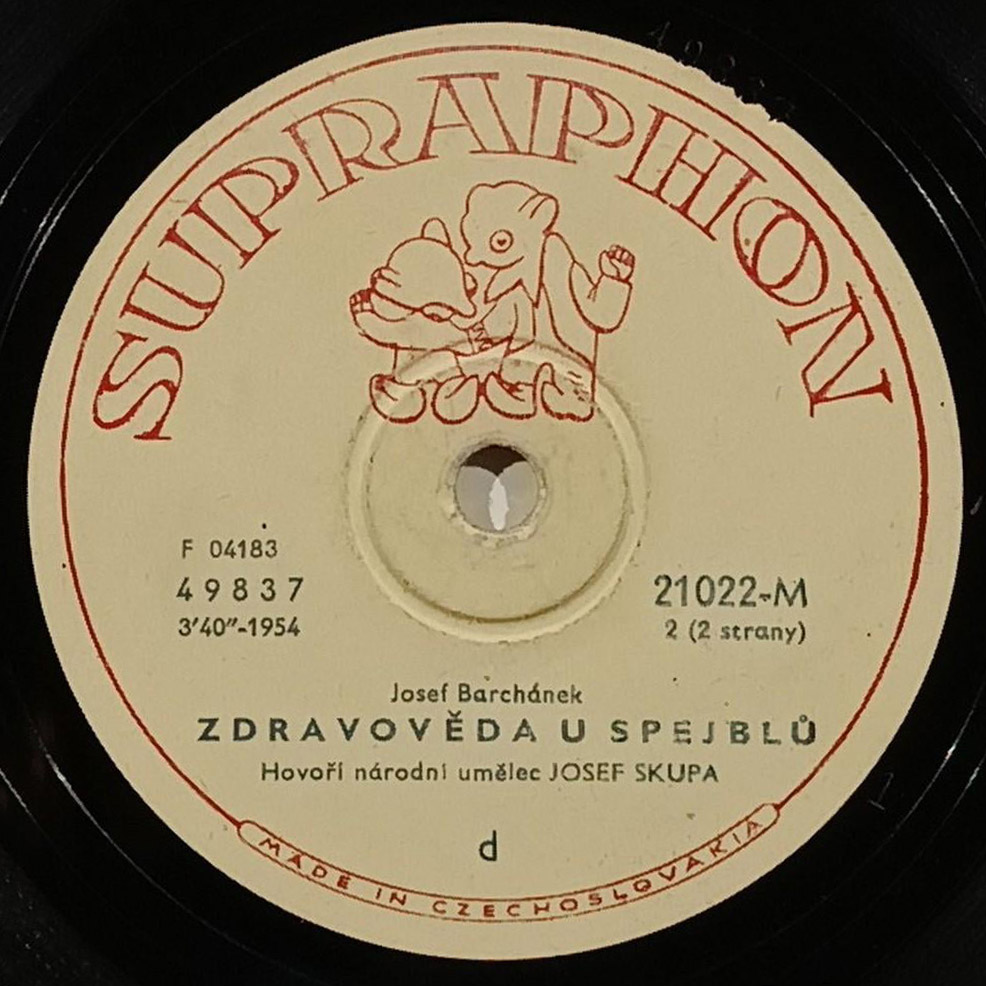 SUPRAPHON
F 04183
49837
3'40"-1954
21022-M
2 (2 strany)
Josef Barchánek
ZDRAVOVĚDA U SPEJBLŮ
Hovoří národní umělec JOSEF SKUPA
d
MADE IN CZECHOSLOVAKIA